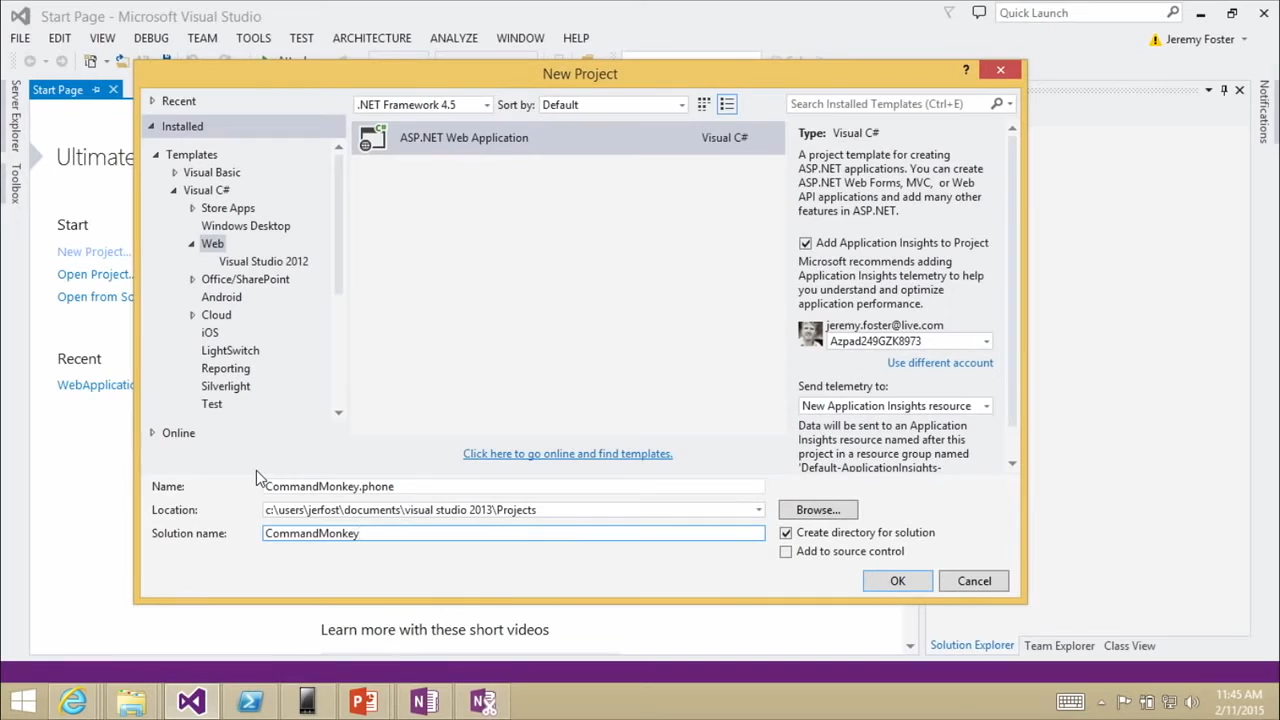 Start Page - Microsoft Visual Studio
Quick Launch
FILE EDIT VIEW DEBUG TEAM TOOLS TEST ARCHITECTURE ANALYZE WINDOW HELP
Jeremy Foster
Server Explorer
Toolbox
Start Page
Notifications
Ultimate
Start
New Project...
Open Project...
Open from So
Recent
WebApplicatio
New Project
Recent
Installed
Templates
Visual Basic
Visual C#
Store Apps
Windows Desktop
Web
Visual Studio 2012
Office/SharePoint
Android
Cloud
iOS
LightSwitch
Reporting
Silverlight
Test
Online
.NET Framework 4.5
Sort by: Default
ASP.NET Web Application Visual C#
Click here to go online and find templates.
Search Installed Templates (Ctrl+E)
Type: Visual C#
A project template for creating
ASP.NET applications. You can create
ASP.NET Web Forms, MVC, or Web
API applications and add many other
features in ASP.NET.
Add Application Insights to Project
Microsoft recommends adding
Application Insights telemetry to help
you understand and optimize
application performance.
jeremy.foster@live.com
Azpad249GZK8973
Use different account
Send telemetry to:
New Application Insights resource
Data will be sent to an Application
Insights resource named after this
project in a resource group named
'Default-ApplicationInsights-
Name: CommandMonkey.phone
Location: c:\users\jerfost\documents\visual studio 2013\Projects
Browse...
Solution name: CommandMonkey
Create directory for solution
Add to source control
OK Cancel
Learn more with these short videos
Solution Explorer Team Explorer Class View
11:45 AM
2/11/2015